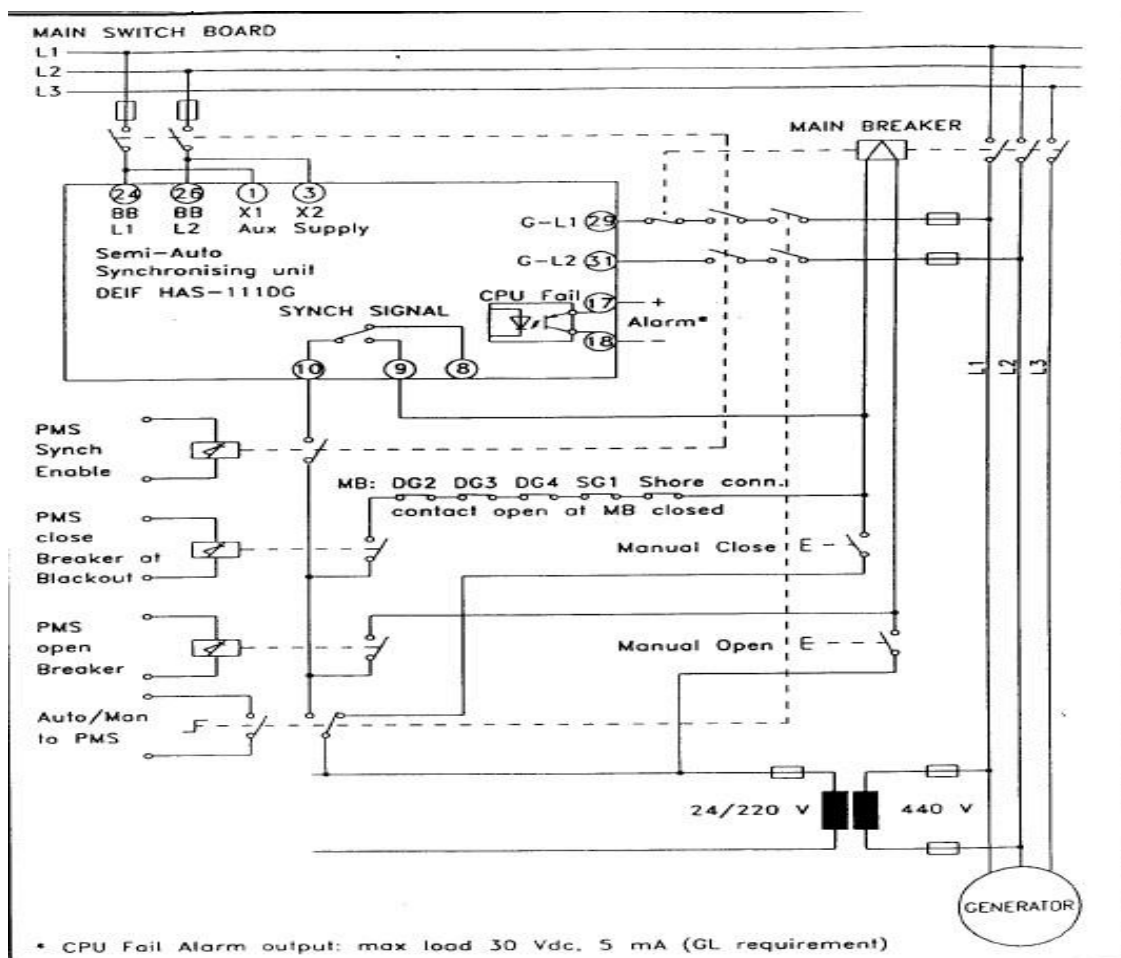 MAIN SWITCH BOARD
L1
L2
L3
MAIN BREAKER
24 26 1 3
BB BB X1 X2
L1 L2 Aux Supply
G-L1 29
Semi-Auto
Synchronising unit
DEIF HAS-111DG
G-L2 31
CPU Fail 17 +
SYNCH SIGNAL
Alarm*
18 −
10 9 8
L1 L2 L3
PMS
Synch
Enable
MB: DG2 DG3 DG4 SG1 Shore conn.
contact open at MB closed
PMS
close
Breaker at
Blackout
Manual Close E
PMS
open
Breaker
Manual Open E
Auto/Man
to PMS
24/220 V 440 V
GENERATOR
* CPU Fail Alarm output: max load 30 Vdc, 5 mA (GL requirement)